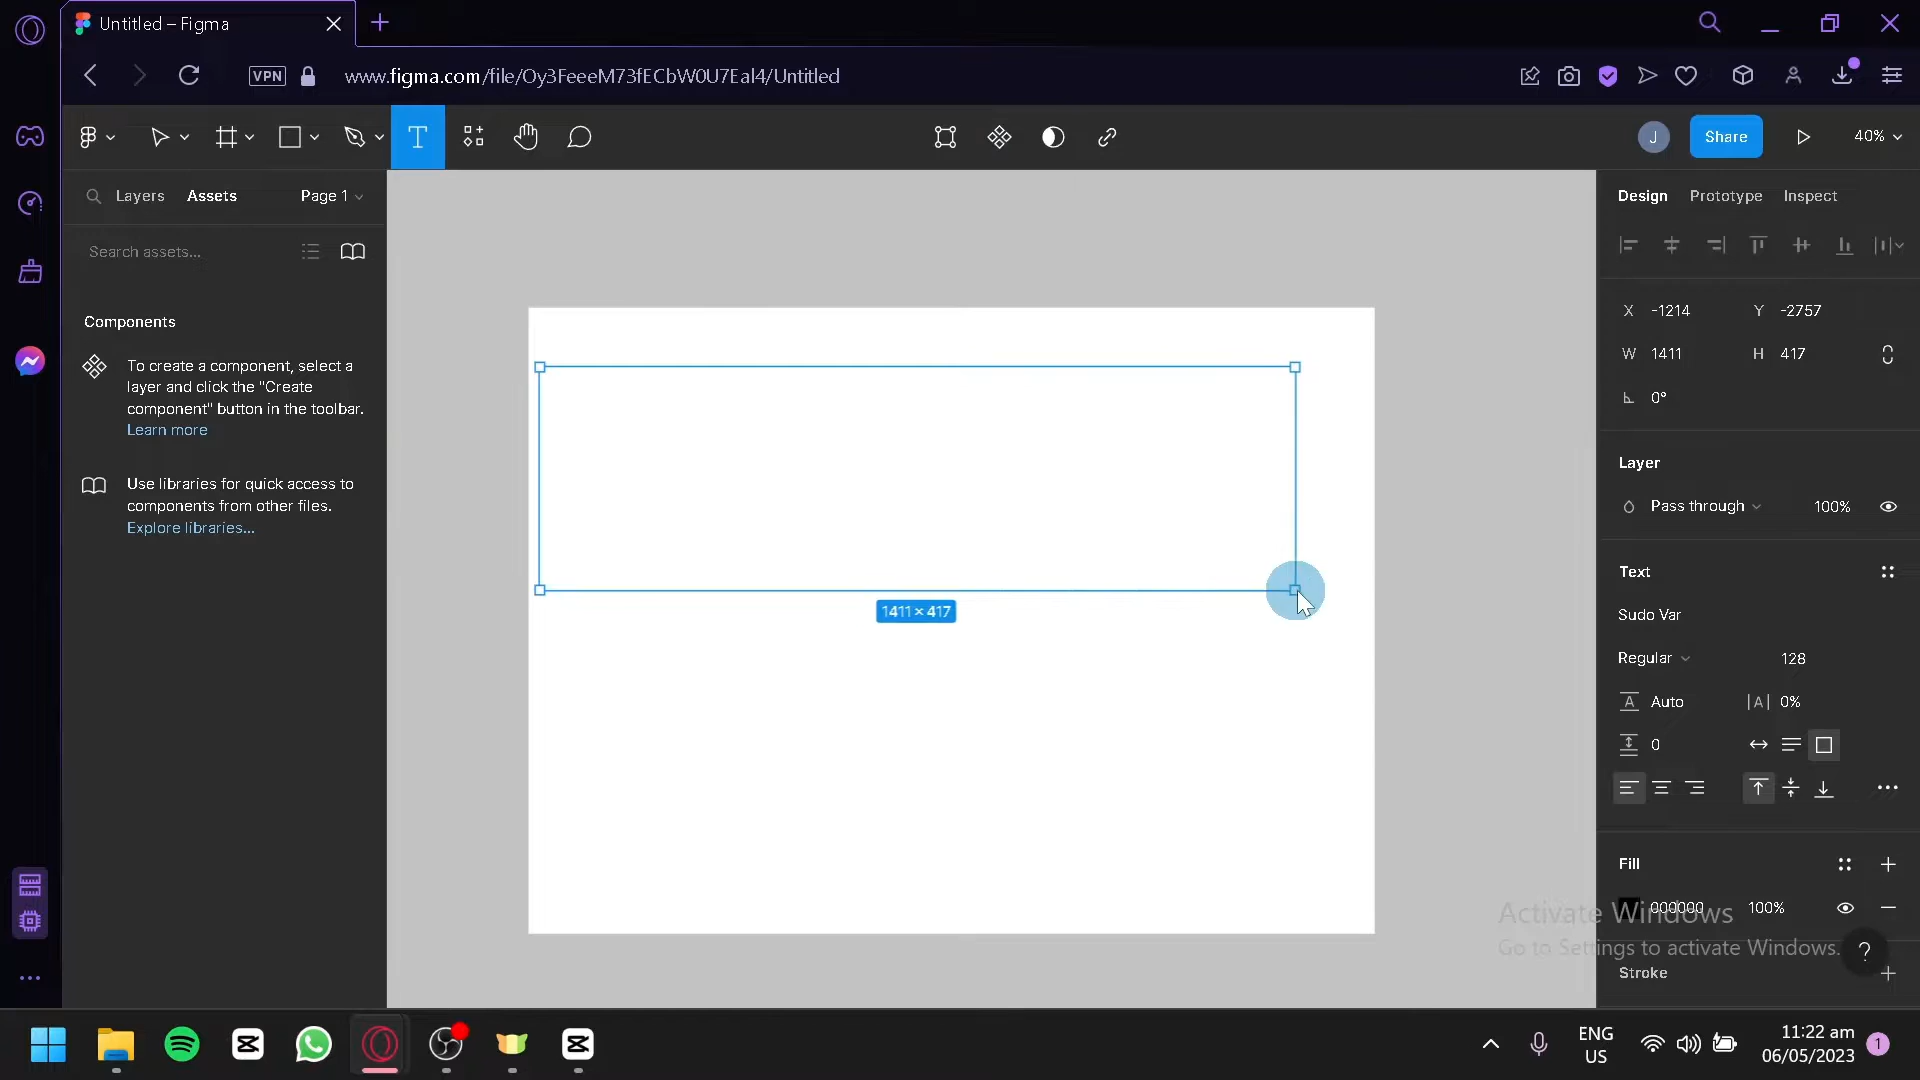 Untitled – Figma
VPN
www.figma.com/file/Oy3FeeeM73fECbW0U7Eal4/Untitled
T
J
Share
40%
Layers
Assets
Page 1
Design
Prototype
Inspect
Search assets...
Components
To create a component, select a
layer and click the "Create
component" button in the toolbar.
Learn more
Use libraries for quick access to
components from other files.
Explore libraries...
1411 × 417
X -1214
Y -2757
W 1411
H 417
0°
Layer
Pass through
100%
Text
Sudo Var
Regular
128
A Auto
|A| 0%
0
Fill
000000
100%
Activate Windows
Go to Settings to activate Windows.
?
Stroke
ENG
US
11:22 am
06/05/2023
1